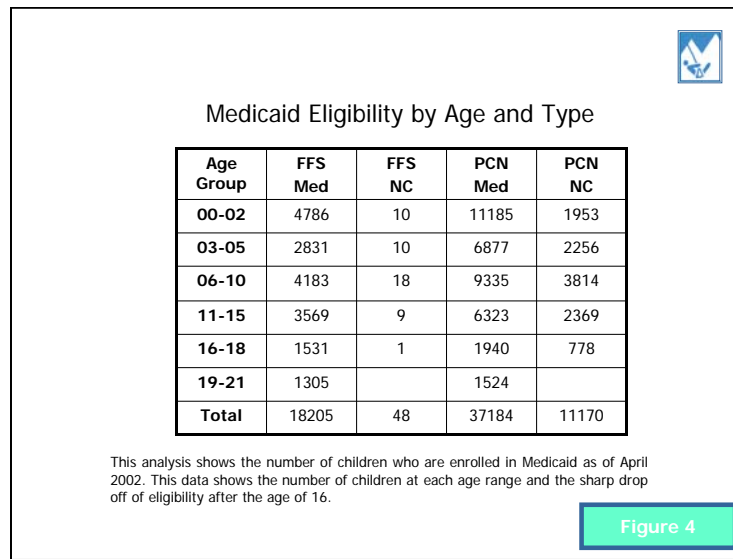 Medicaid Eligibility by Age and Type
Age Group FFS Med FFS NC PCN Med PCN NC
00-02 4786 10 11185 1953
03-05 2831 10 6877 2256
06-10 4183 18 9335 3814
11-15 3569 9 6323 2369
16-18 1531 1 1940 778
19-21 1305 1524
Total 18205 48 37184 11170
This analysis shows the number of children who are enrolled in Medicaid as of April
2002. This data shows the number of children at each age range and the sharp drop
off of eligibility after the age of 16.
Figure 4